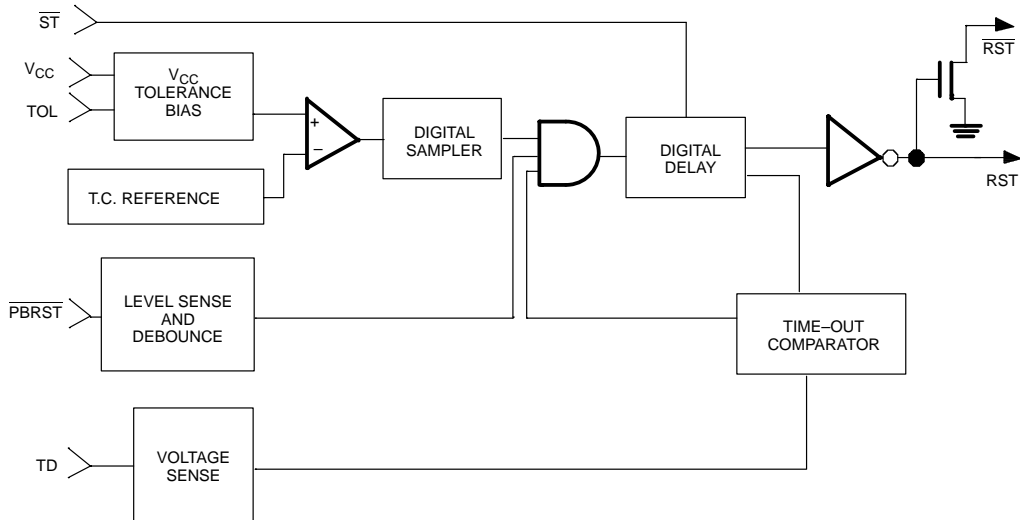 ST
VCC
TOL
VCC
TOLERANCE
BIAS
+
−
T.C. REFERENCE
DIGITAL
SAMPLER
DIGITAL
DELAY
RST
RST
PBRST
LEVEL SENSE
AND
DEBOUNCE
TIME–OUT
COMPARATOR
TD
VOLTAGE
SENSE